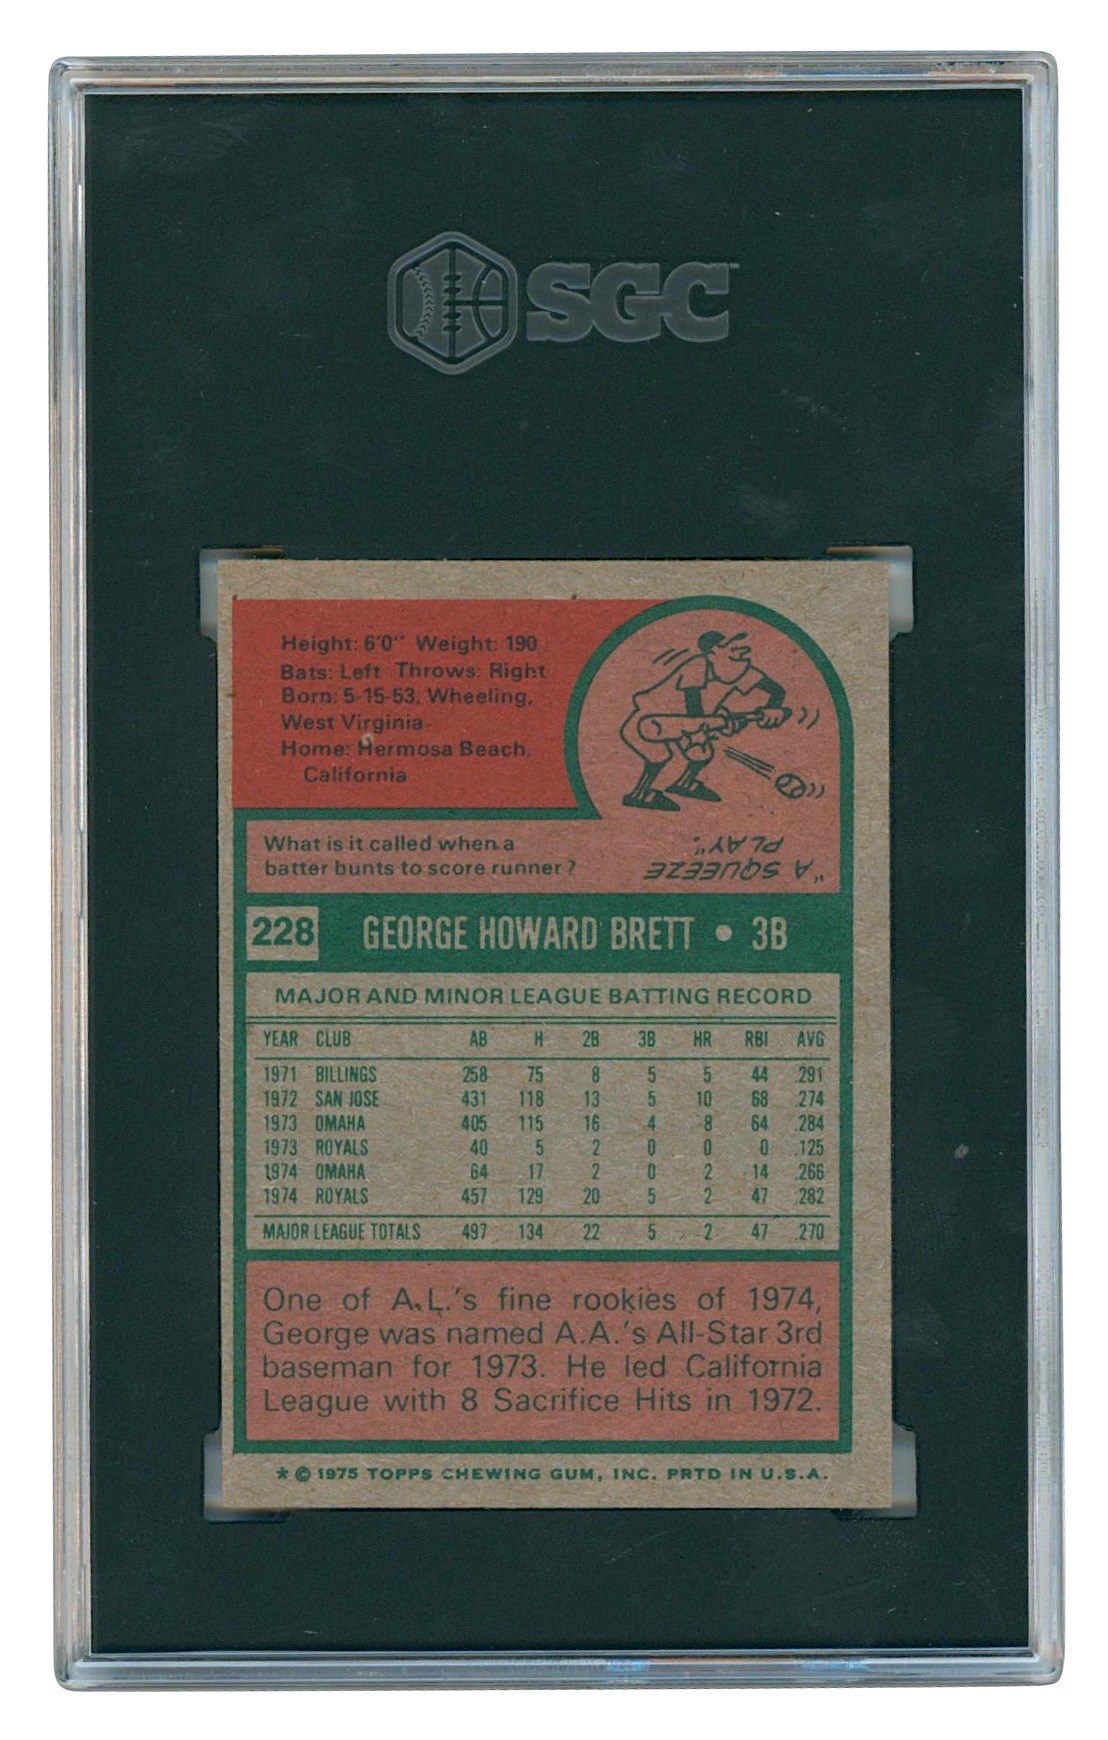 SGC
Height: 6'0" Weight: 190
Bats: Left Throws: Right
Born: 5-15-53, Wheeling,
West Virginia
Home: Hermosa Beach,
California
What is it called when a
batter bunts to score runner?
"A SQUEEZE
PLAY".
228 GEORGE HOWARD BRETT • 3B
MAJOR AND MINOR LEAGUE BATTING RECORD
YEAR CLUB AB H 2B 3B HR RBI AVG
1971 BILLINGS 258 75 8 5 5 44 .291
1972 SAN JOSE 431 118 13 5 10 68 .274
1973 OMAHA 405 115 16 4 8 64 .284
1973 ROYALS 40 5 2 0 0 0 .125
1974 OMAHA 64 17 2 0 2 14 .266
1974 ROYALS 457 129 20 5 2 47 .282
MAJOR LEAGUE TOTALS 497 134 22 5 2 47 .270
One of A.L.'s fine rookies of 1974,
George was named A.A.'s All-Star 3rd
baseman for 1973. He led California
League with 8 Sacrifice Hits in 1972.
* © 1975 TOPPS CHEWING GUM, INC. PRTD IN U.S.A.